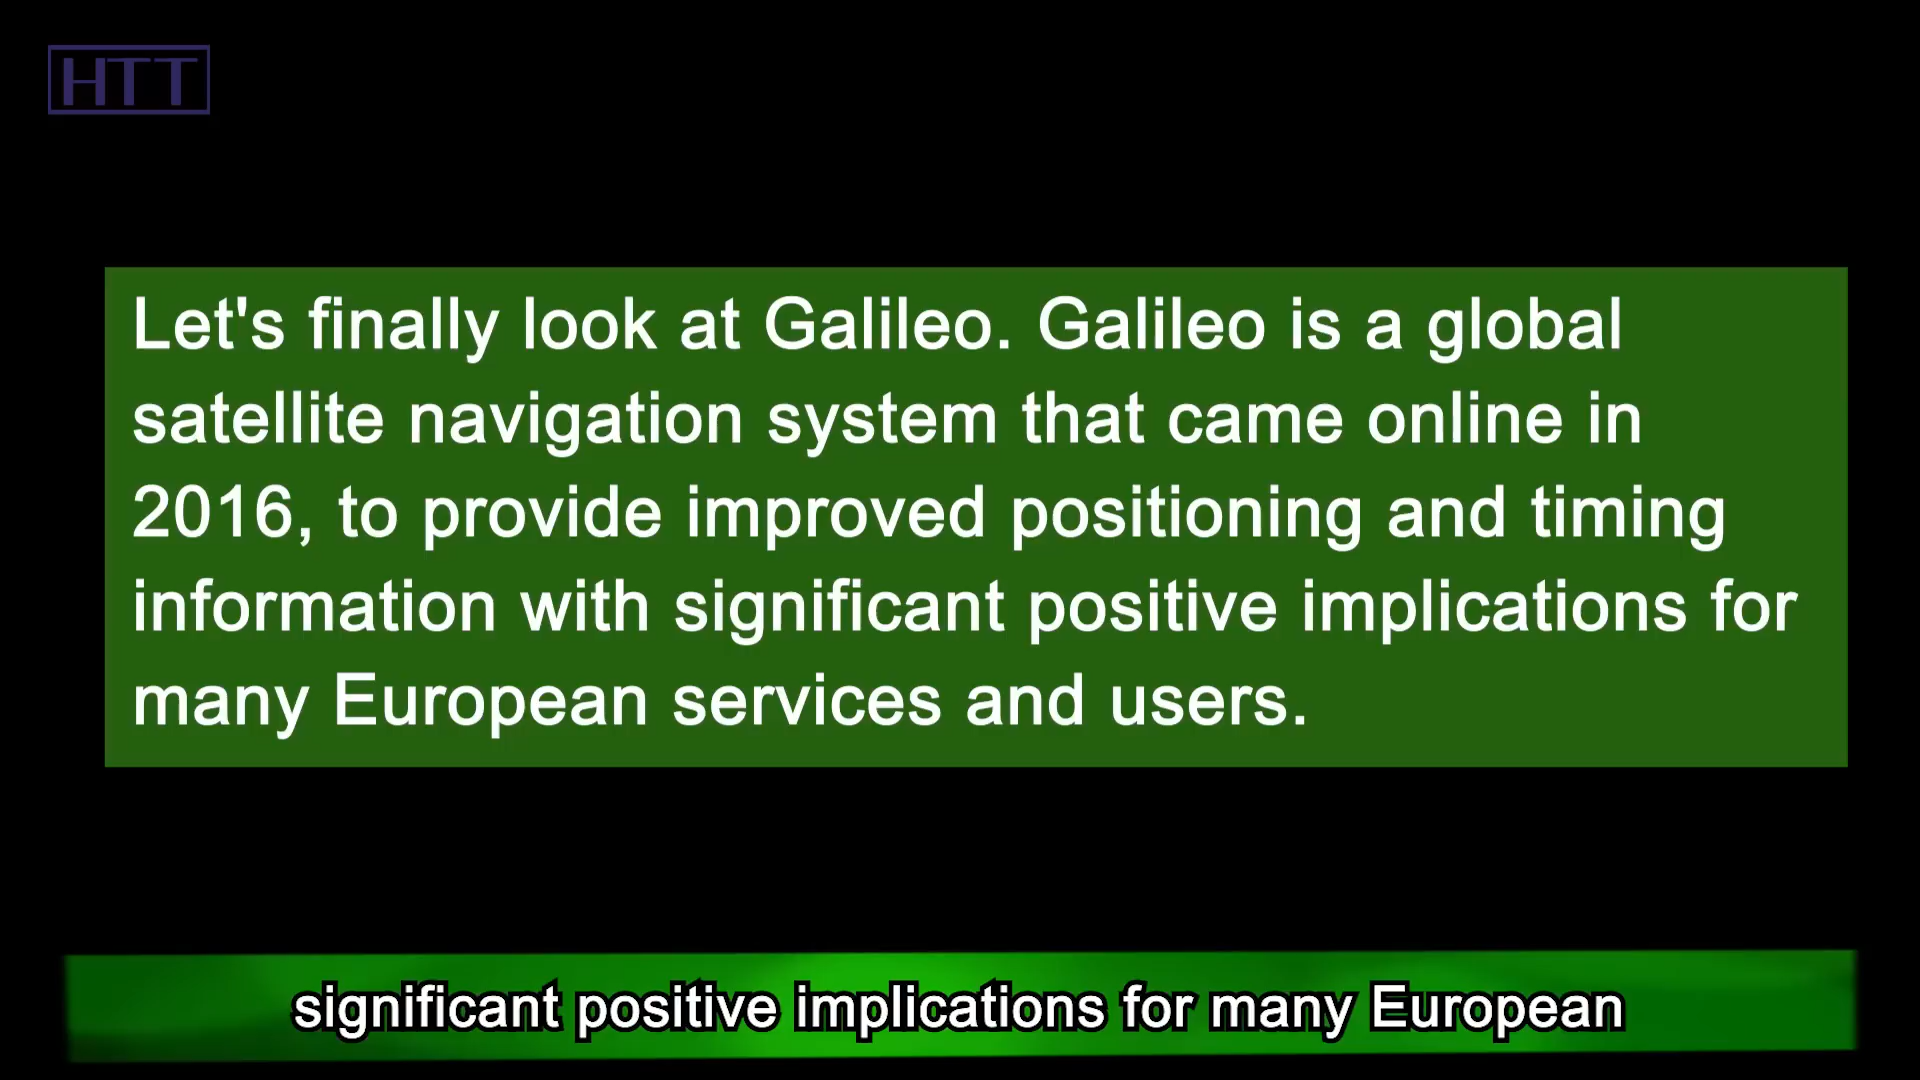 HTT
Let's finally look at Galileo. Galileo is a global
satellite navigation system that came online in
2016, to provide improved positioning and timing
information with significant positive implications for
many European services and users.
significant positive implications for many European